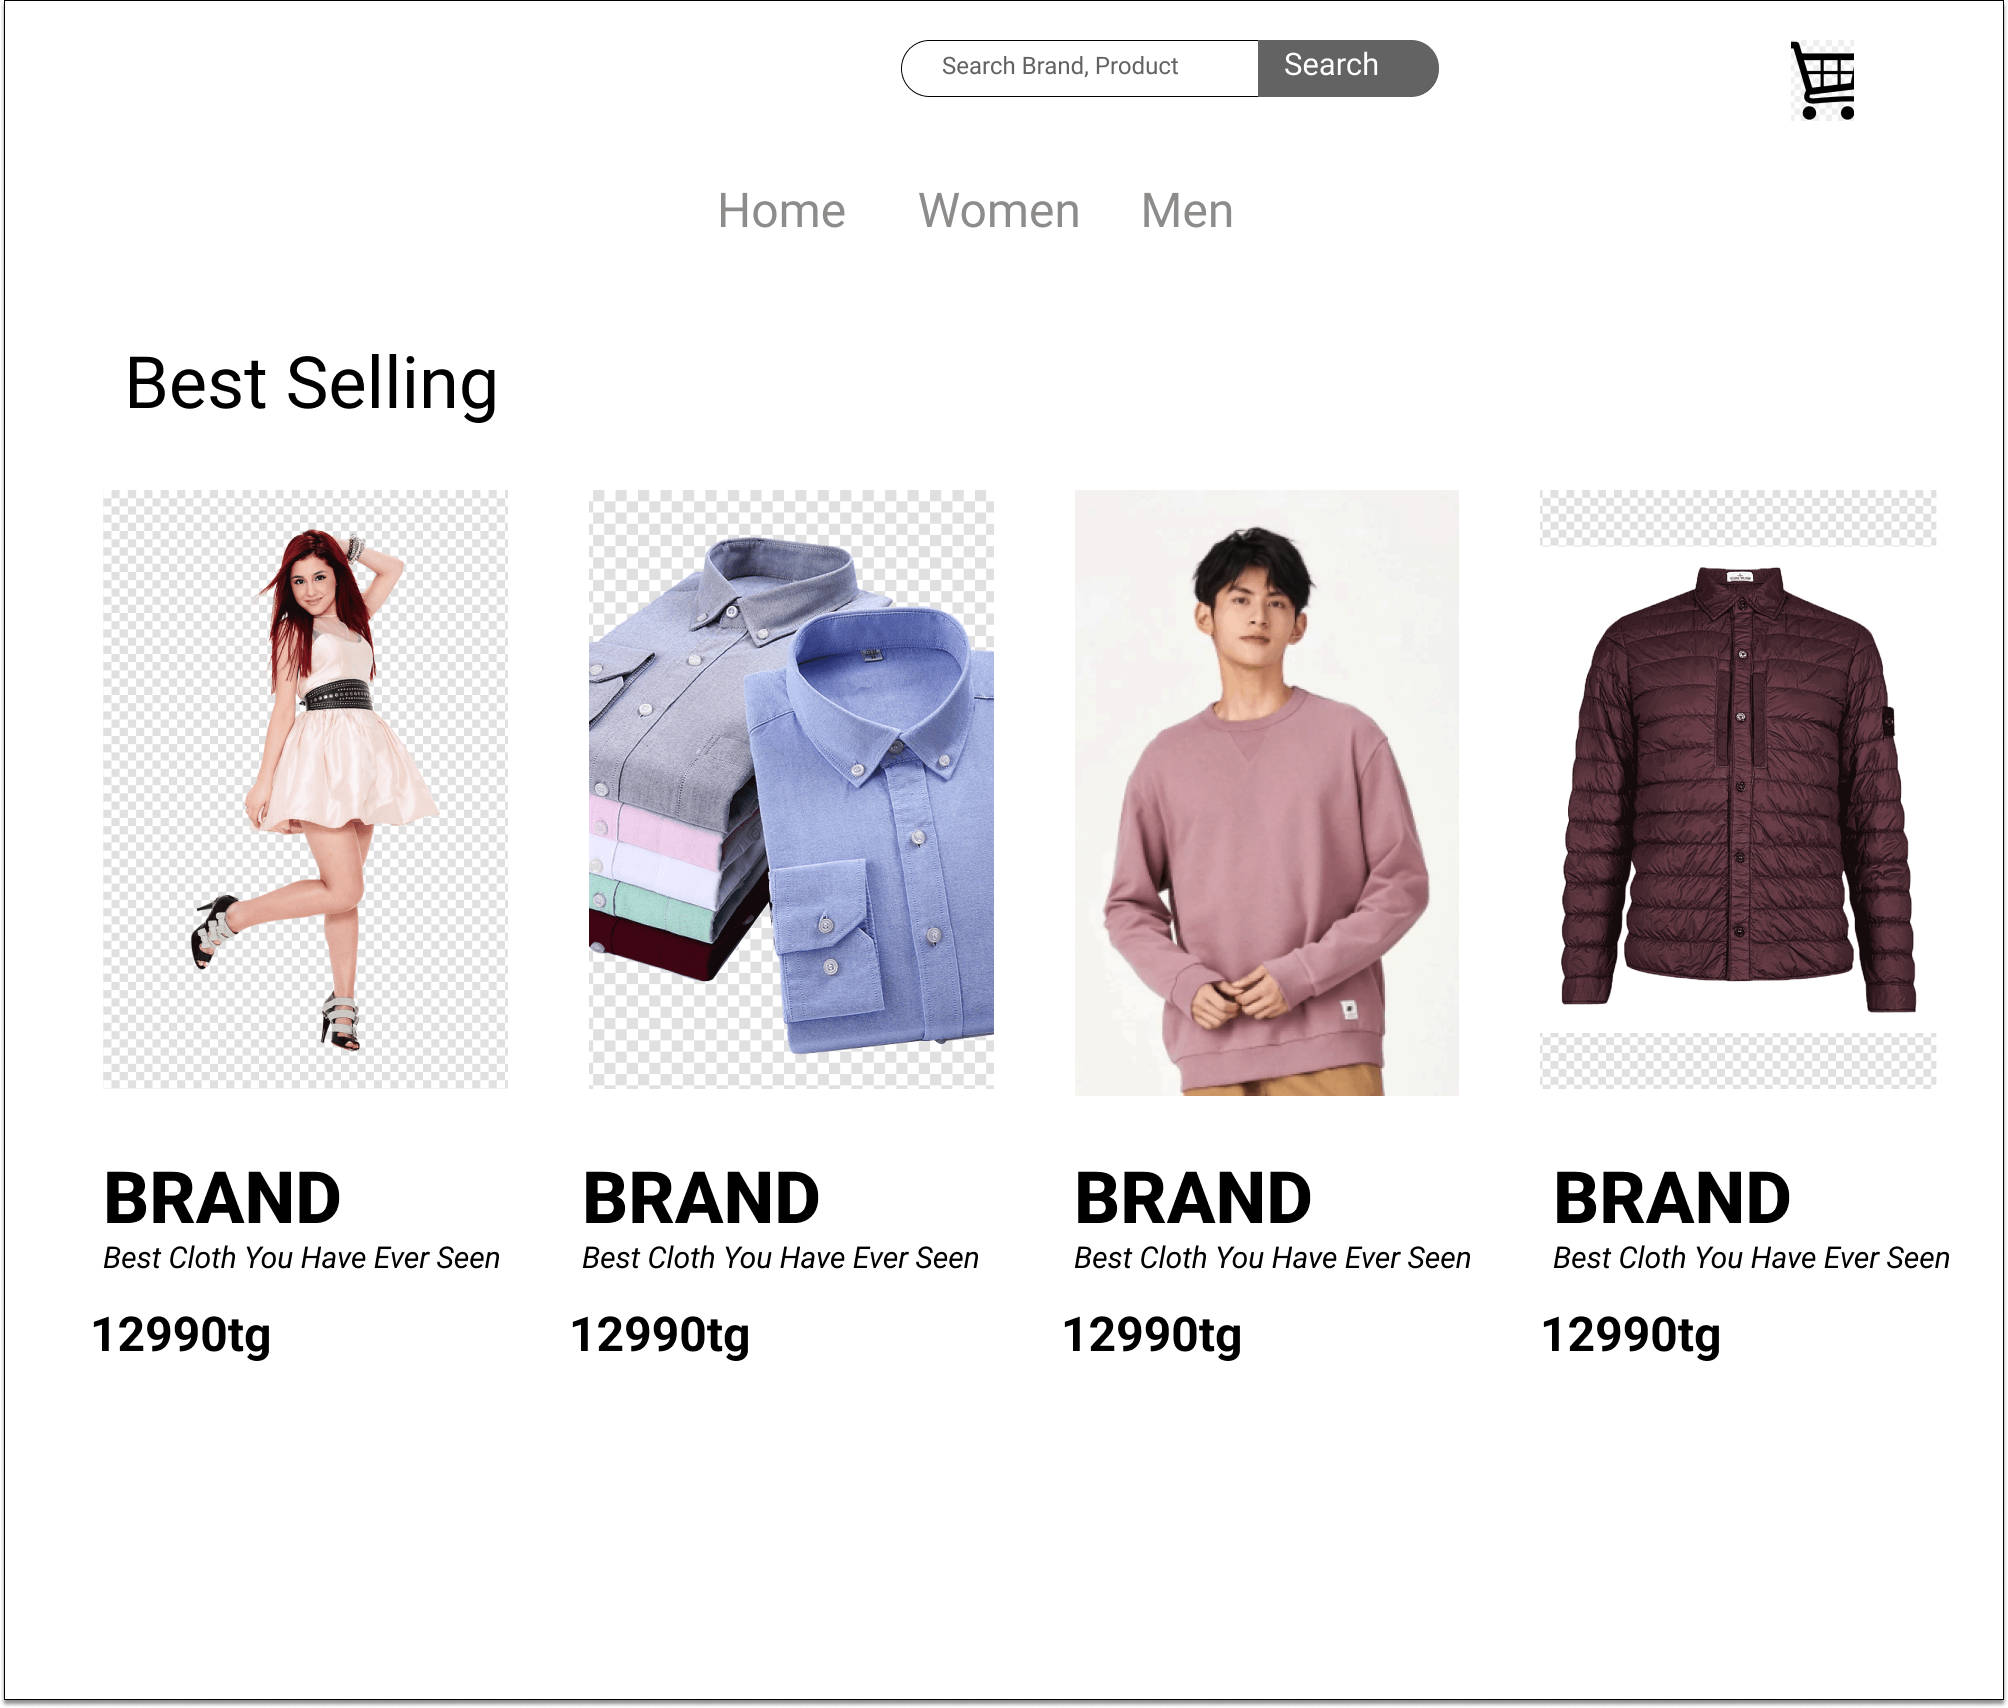 Search Brand, Product
Search
Home
Women
Men
Best Selling
BRAND
Best Cloth You Have Ever Seen
12990tg
BRAND
Best Cloth You Have Ever Seen
12990tg
BRAND
Best Cloth You Have Ever Seen
12990tg
BRAND
Best Cloth You Have Ever Seen
12990tg